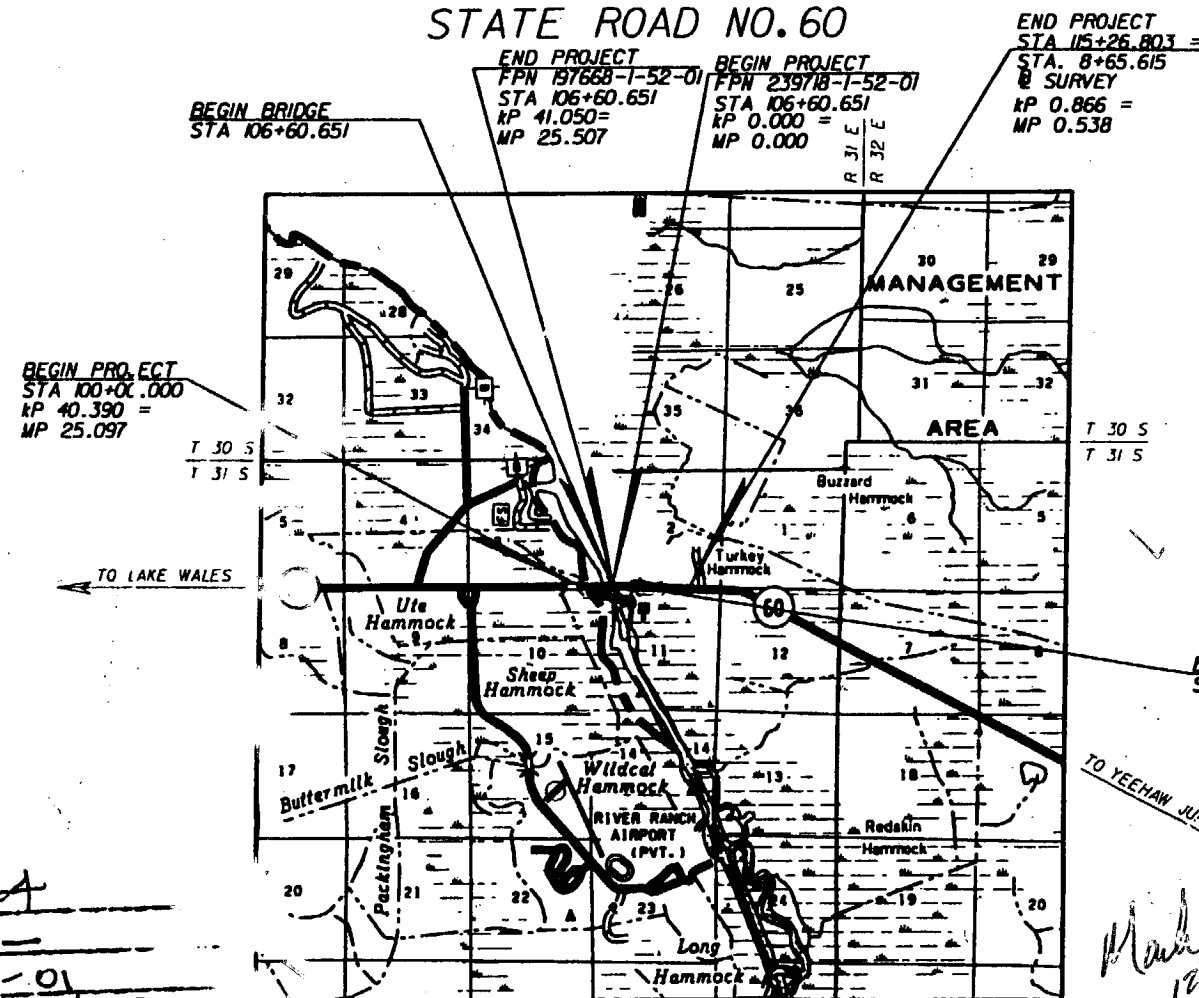 STATE ROAD NO. 60
BEGIN BRIDGE
STA 106+60.651
END PROJECT
FPN 197668-1-52-01
STA 106+60.651
kP 41.050=
MP 25.507
BEGIN PROJECT
FPN 239718-1-52-01
STA 106+60.651
kP 0.000 =
MP 0.000
END PROJECT
STA 115+26.803 =
STA. 8+65.615
SURVEY
kP 0.866 =
MP 0.538
R 31 E
R 32 E
BEGIN PROJECT
STA 100+00.000
kP 40.390 =
MP 25.097
T 30 S
T 31 S
T 30 S
T 31 S
29
28
26
25
30
29
MANAGEMENT
32
33
34
35
36
31
32
AREA
Buzzard
Hammock
5
4
2
1
6
5
Turkey
Hammock
TO LAKE WALES
60
Ute
Hammock
8
9
10
11
12
7
8
Sheep
Hammock
17
16
15
14
14
13
18
Buttermilk Slough
Packingham Slough
Wildcat
Hammock
RIVER RANCH
AIRPORT
(PVT.)
Redskin
Hammock
TO YEEHAW JU
20
21
22
23
24
19
20
Long
Hammock
- 01